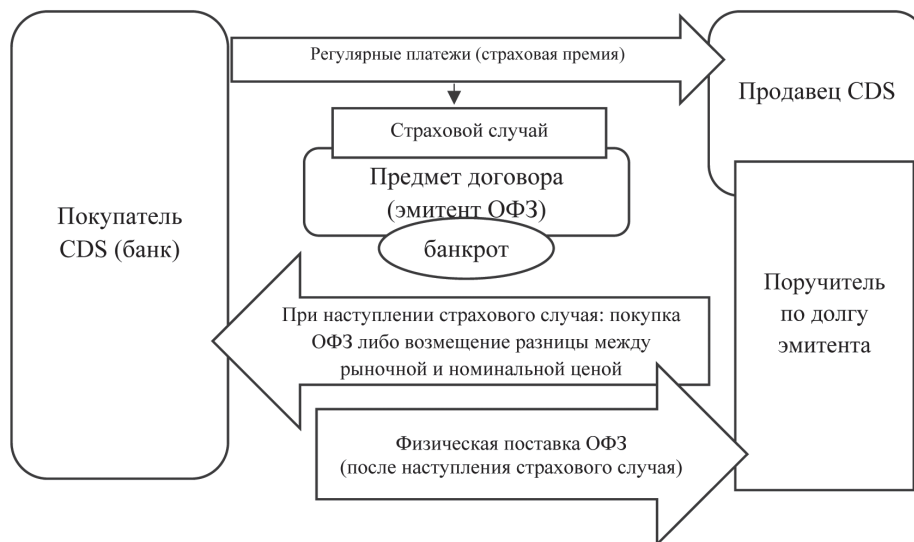 Регулярные платежи (страховая премия)
Продавец CDS
Страховой случай
Предмет договора
(эмитент ОФЗ)
банкрот
Покупатель
CDS (банк)
Поручитель
по долгу
эмитента
При наступлении страхового случая: покупка
ОФЗ либо возмещение разницы между
рыночной и номинальной ценой
Физическая поставка ОФЗ
(после наступления страхового случая)